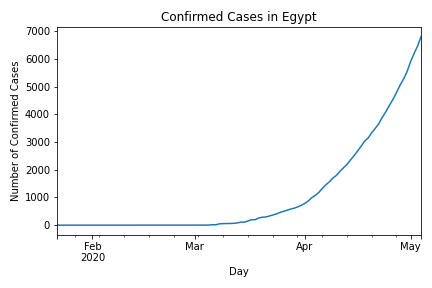 Confirmed Cases in Egypt
7000
6000
5000
4000
3000
2000
1000
0
Number of Confirmed Cases
Feb
2020
Mar
Apr
May
Day